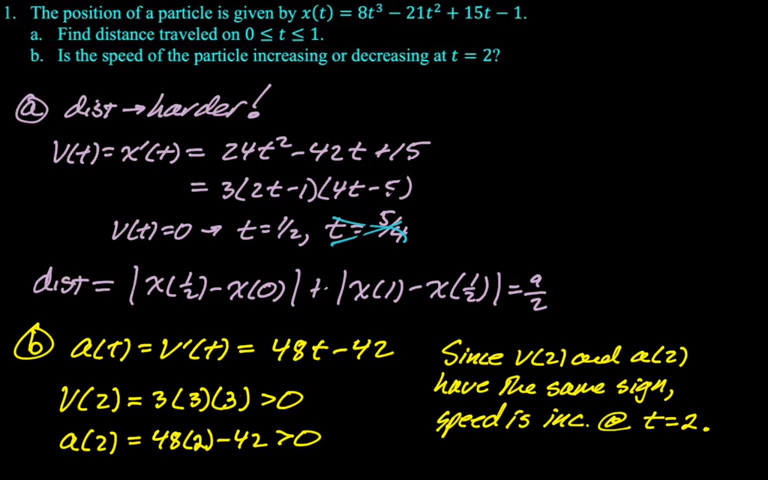 1. The position of a particle is given by x(t) = 8t³ − 21t² + 15t − 1.
a. Find distance traveled on 0 ≤ t ≤ 1.
b. Is the speed of the particle increasing or decreasing at t = 2?
ⓐ dist → harder!
V(t) = x'(t) = 24t² − 42t + 15
= 3(2t−1)(4t−5)
V(t)=0 → t=1/2, t=5/4
dist = |x(½)−x(0)| + |x(1)−x(½)| = 9/2
ⓑ a(t) = V'(t) = 48t − 42
V(2) = 3(3)(3) >0
a(2) = 48(2)−42 >0
Since V(2) and a(2)
have the same sign,
speed is inc. @ t=2.